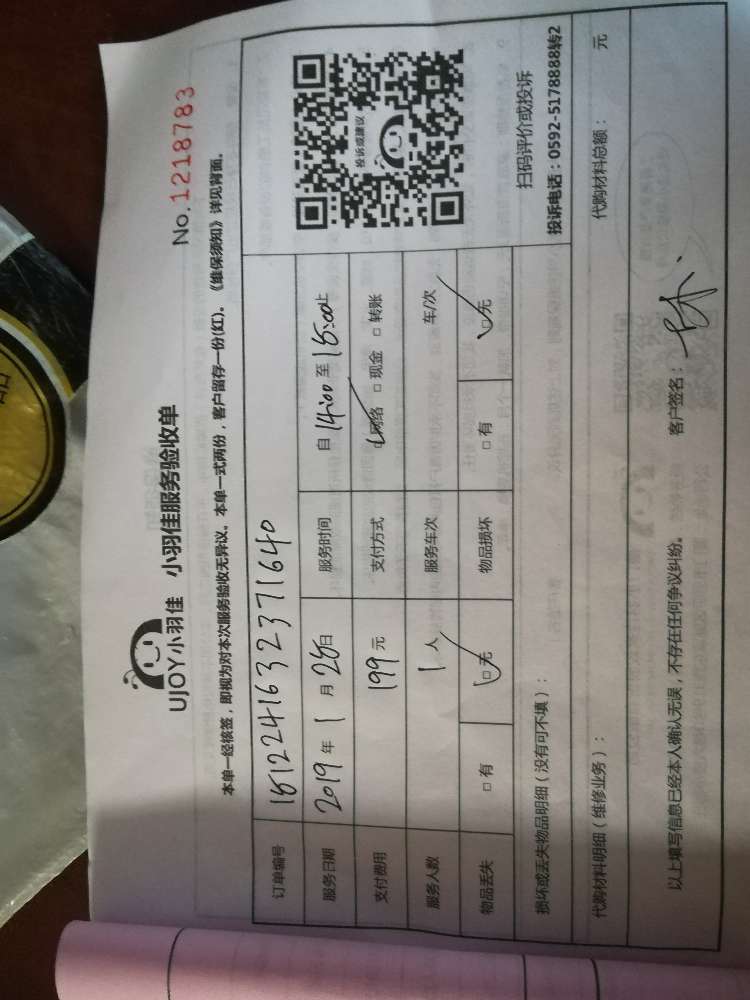 No.1218783
UJOY小羽佳 小羽佳服务验收单
本单一经核签，即视为对本次服务验收无异议。本单一式两份，客户留存一份(红)。《维保须知》详见背面。
订单编号 1812241632371640
服务日期 2019 年 1 月 28 日 服务时间 自 14:00 至 15:00 止
支付费用 199 元 支付方式 ☑ 网络 □ 现金 □ 转账
服务人数 1 人 服务车次 车/次
物品丢失 □ 有 ☑ 无 物品损坏 □ 有 ☑ 无
投诉或建议
扫码评价或投诉
投诉电话：0592-5178888转2
损坏或丢失物品明细（没有可不填）：
代购材料明细（维修业务）： 代购材料总额： 元
以上填写信息已经本人确认无误，不存在任何争议纠纷。 客户签名：